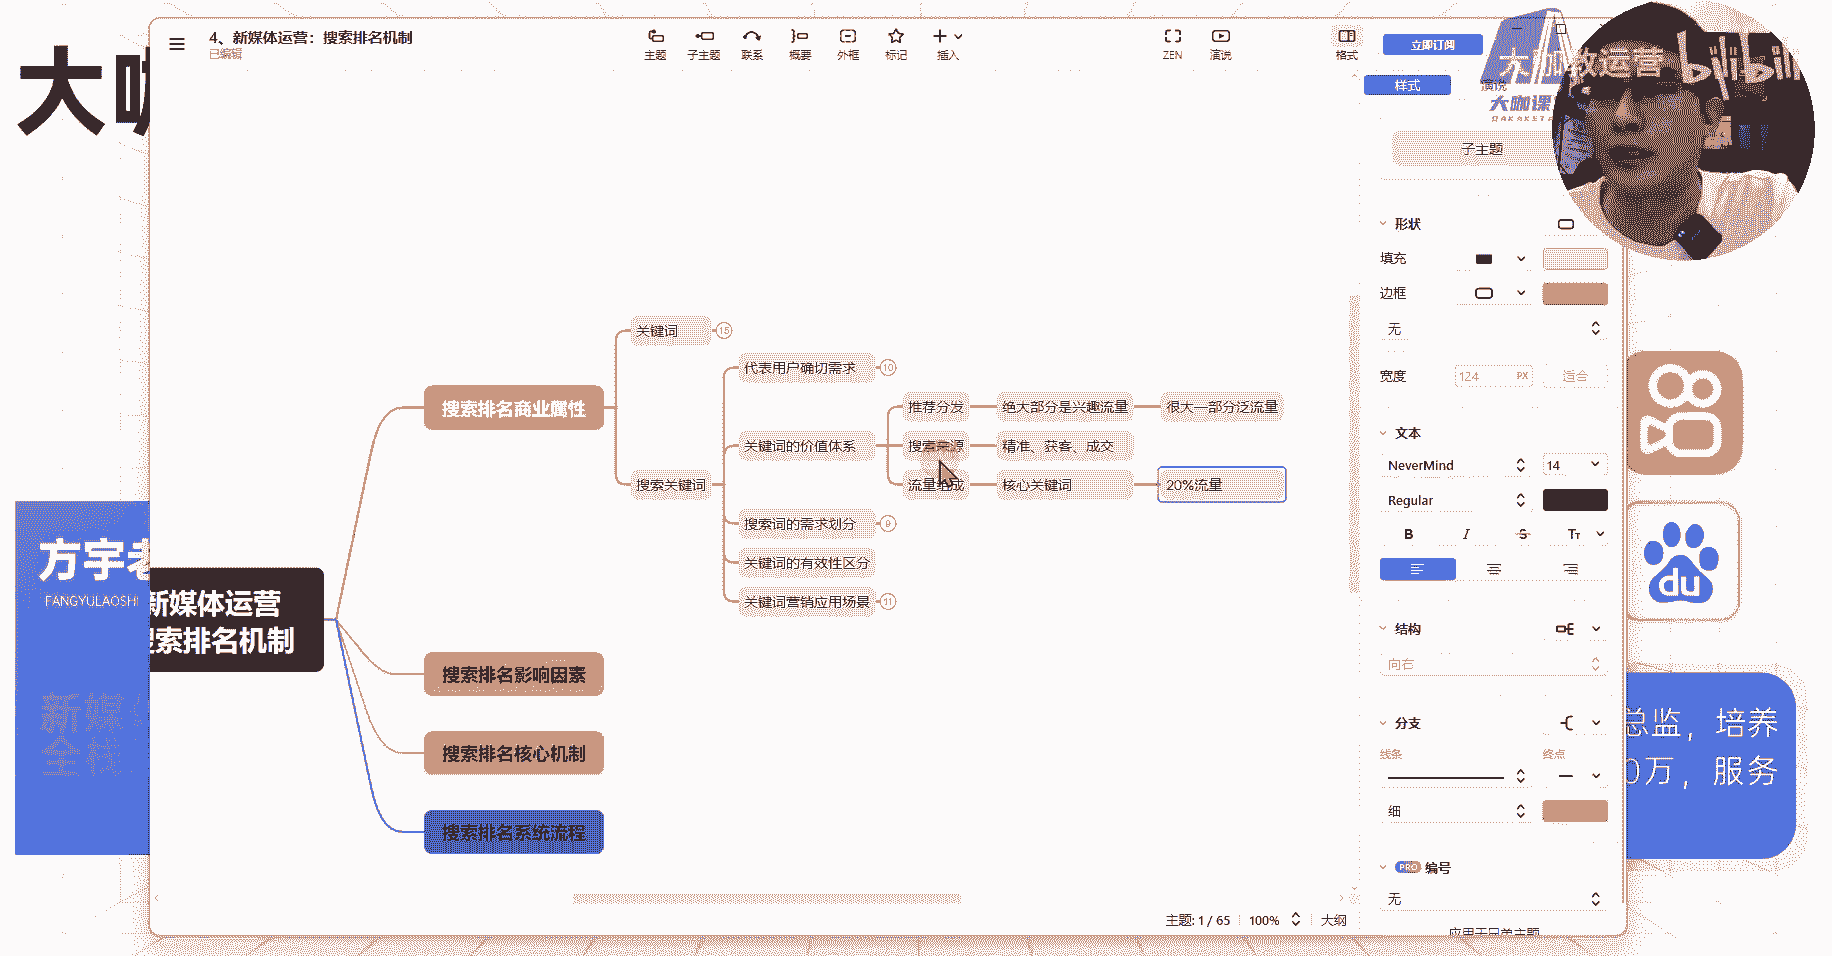 4、新媒体运营：搜索排名机制
已编辑
主题
子主题
联系
概要
外框
标记
插入
ZEN
演说
格式
立即订阅
大咖教运营
bilibili
样式
演说
大咖课
子主题
形状
填充
边框
无
宽度
124
PX
适合
文本
NeverMind
14
Regular
B
I
S
TT
结构
向右
分支
线条
终点
细
PRO
编号
无
大咖
方宇老
FANGYULAOSHI
新媒
全栈
新媒体运营
搜索排名机制
搜索排名商业属性
关键词
15
搜索关键词
代表用户确切需求
10
关键词的价值体系
推荐分发
绝大部分是兴趣流量
很大一部分泛流量
搜索来源
精准、获客、成交
流量组成
核心关键词
20%流量
搜索词的需求划分
9
关键词的有效性区分
关键词营销应用场景
11
搜索排名影响因素
搜索排名核心机制
搜索排名系统流程
du
总监，培养
0万，服务
主题: 1 / 65
100%
大纲